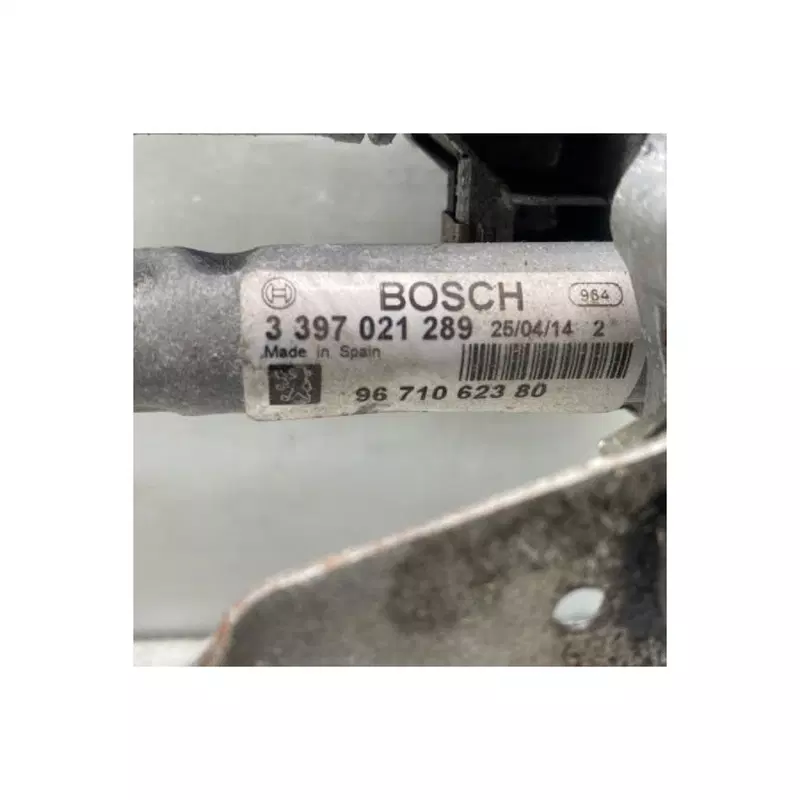 BOSCH 964
3 397 021 289 25/04/14 2
Made in Spain
96 710 623 80